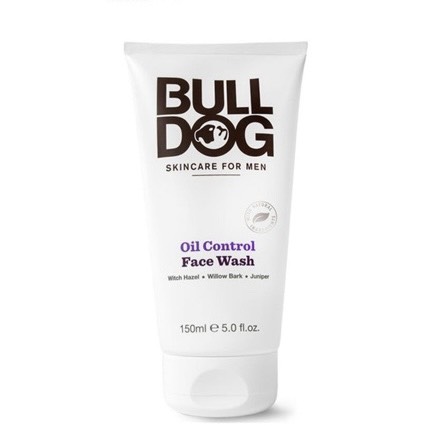 BULL
DOG
SKINCARE FOR MEN
Oil Control
Face Wash
Witch Hazel • Willow Bark • Juniper
150ml ℮ 5.0 fl.oz.